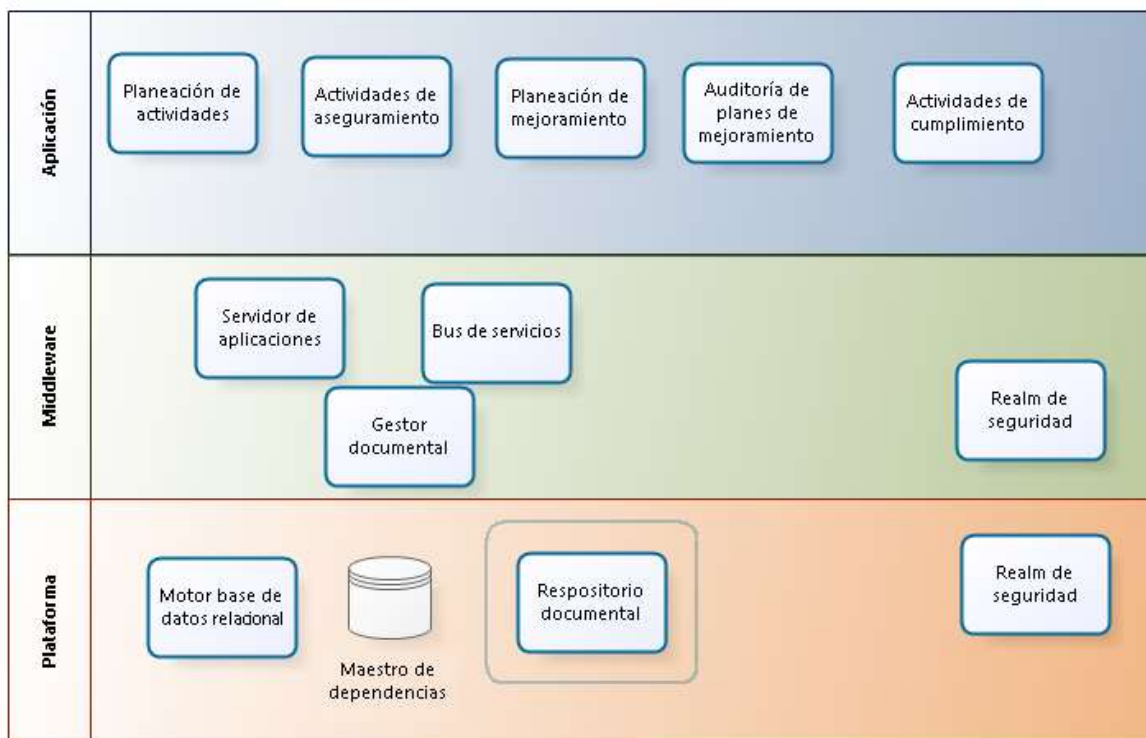 Aplicación
Planeación de
actividades
Actividades de
aseguramiento
Planeación de
mejoramiento
Auditoría de
planes de
mejoramiento
Actividades de
cumplimiento
Middleware
Servidor de
aplicaciones
Bus de servicios
Gestor
documental
Realm de
seguridad
Plataforma
Motor base de
datos relacional
Maestro de
dependencias
Respositorio
documental
Realm de
seguridad